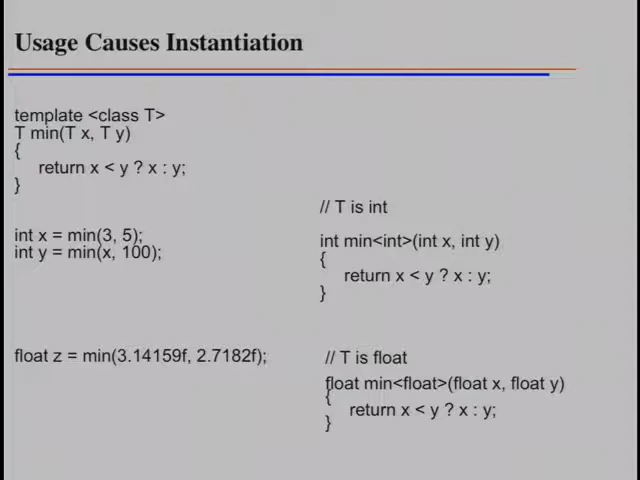 Usage Causes Instantiation
template <class T>
T min(T x, T y)
{
return x < y ? x : y;
}
int x = min(3, 5);
int y = min(x, 100);
// T is int
int min<int>(int x, int y)
{
return x < y ? x : y;
}
float z = min(3.14159f, 2.7182f);
// T is float
float min<float>(float x, float y)
{
return x < y ? x : y;
}